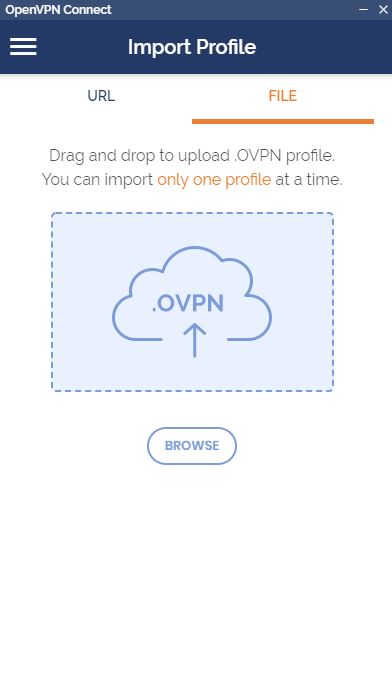 OpenVPN Connect
Import Profile
URL
FILE
Drag and drop to upload .OVPN profile.
You can import only one profile at a time.
.OVPN
BROWSE